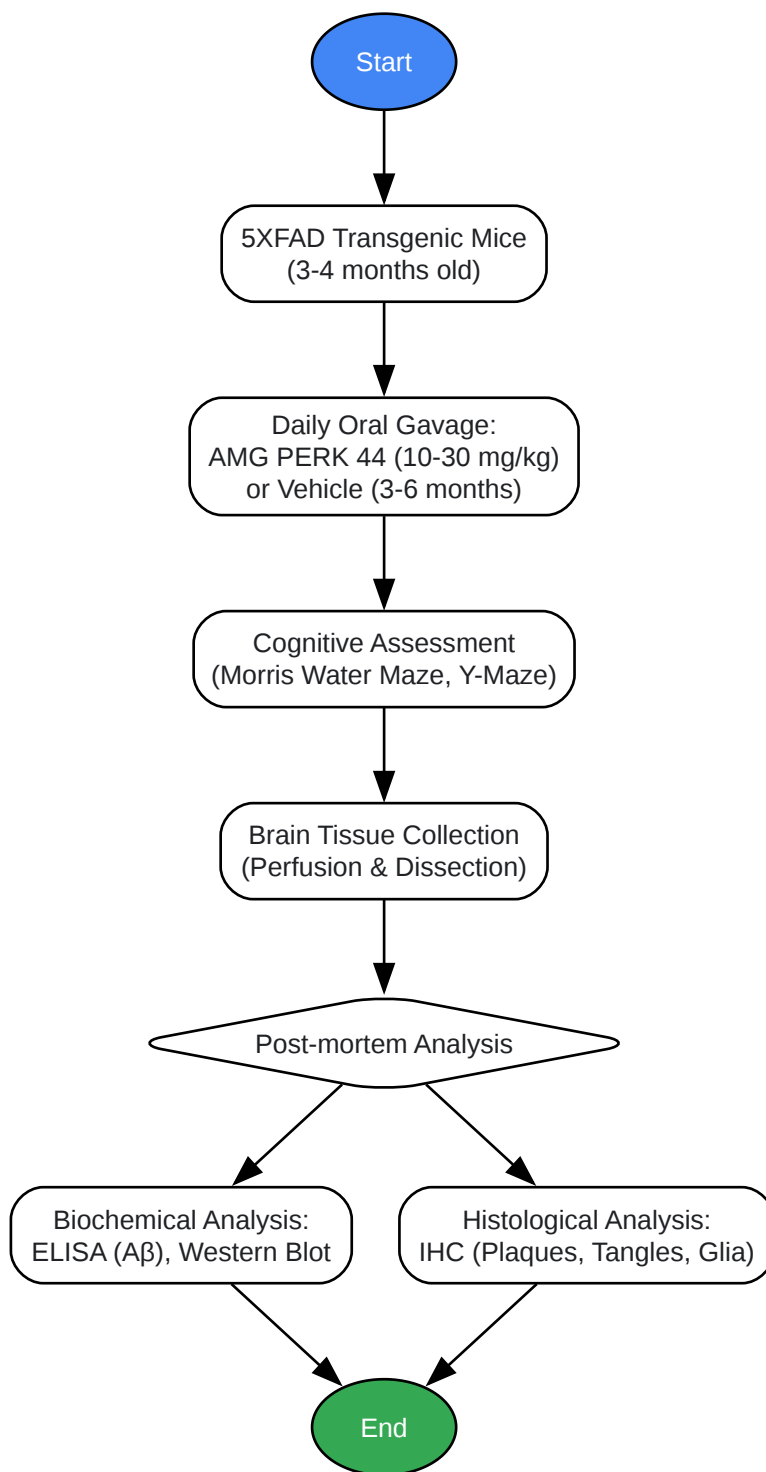 Start
5XFAD Transgenic Mice
(3-4 months old)
Daily Oral Gavage:
AMG PERK 44 (10-30 mg/kg)
or Vehicle (3-6 months)
Cognitive Assessment
(Morris Water Maze, Y-Maze)
Brain Tissue Collection
(Perfusion & Dissection)
Post-mortem Analysis
Biochemical Analysis:
ELISA (Aβ), Western Blot
Histological Analysis:
IHC (Plaques, Tangles, Glia)
End